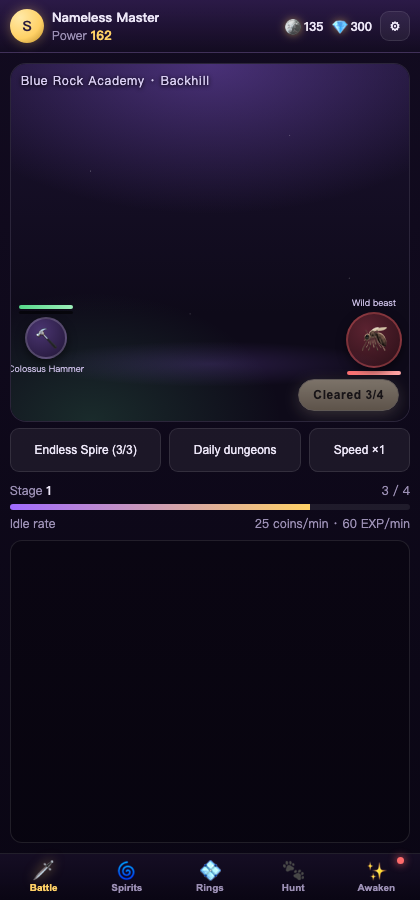 S
Nameless Master
Power 162
135
300
Blue Rock Academy · Backhill
Wild beast
Colossus Hammer
Cleared 3/4
Endless Spire (3/3)
Daily dungeons
Speed ×1
Stage 1
3 / 4
Idle rate
25 coins/min · 60 EXP/min
Battle
Spirits
Rings
Hunt
Awaken